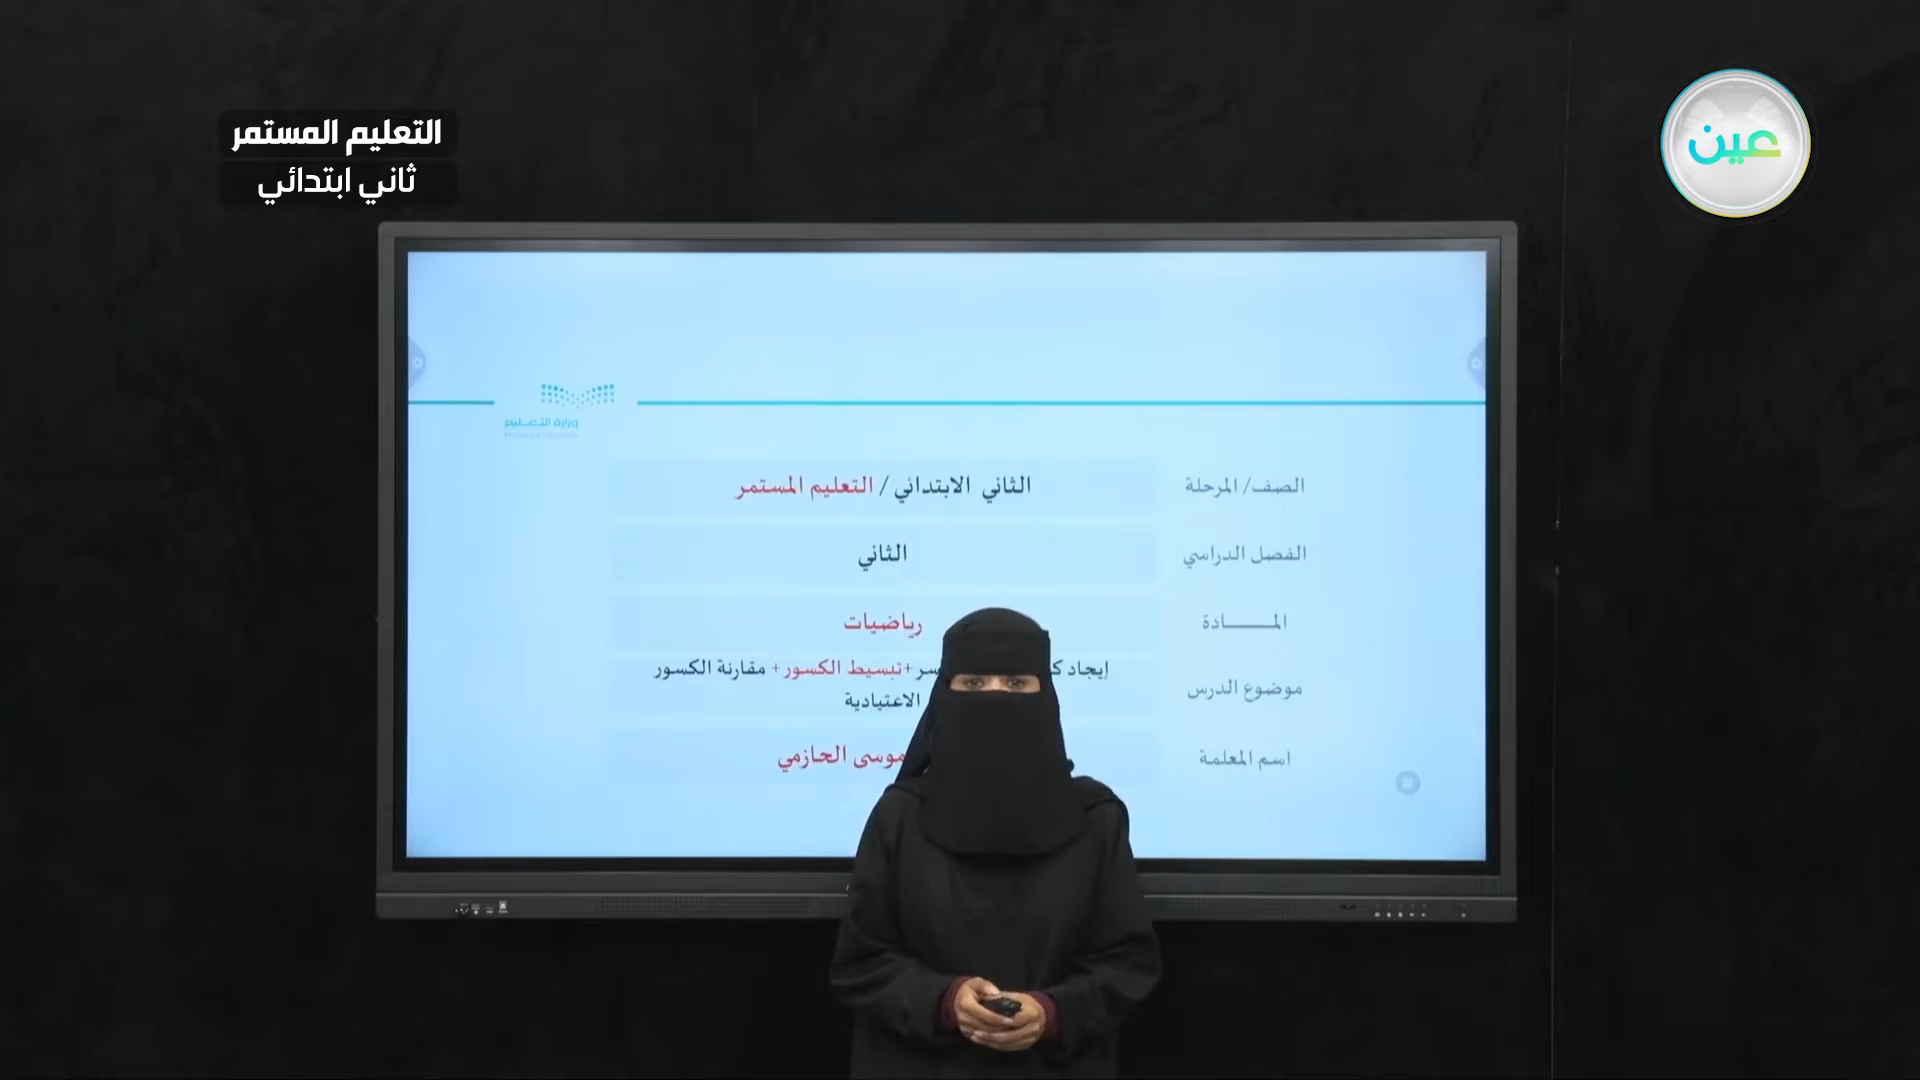 التعليم المستمر
ثاني ابتدائي
عين
وزارة التعليم
الصف/ المرحلة
الثاني الابتدائي / التعليم المستمر
الفصل الدراسي
الثاني
المـــــــادة
رياضيات
موضوع الدرس
إيجاد +تبسيط الكسور+ مقارنة الكسور
الاعتيادية
اسم المعلمة
موسى الحازمي